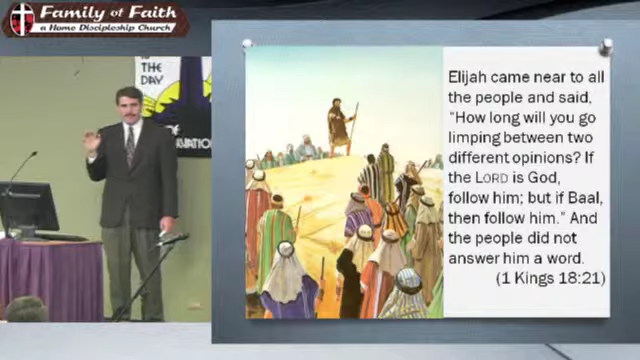 Family of Faith
a Home Discipleship Church
THE
DAY
of
Elijah came near to all
the people and said,
"How long will you go
limping between two
different opinions? If
the LORD is God,
follow him; but if Baal,
then follow him." And
the people did not
answer him a word.
(1 Kings 18:21)